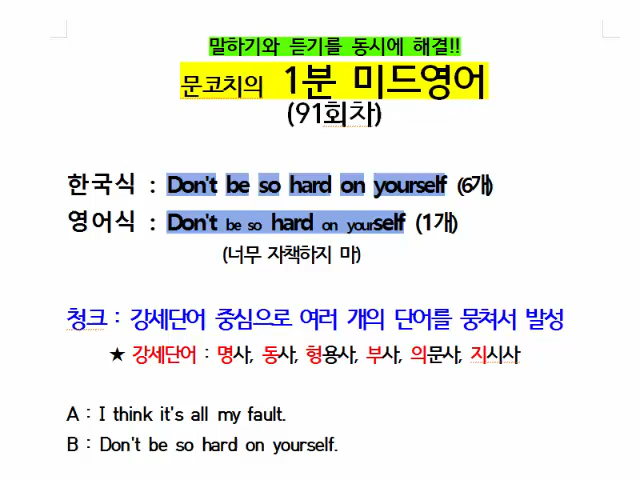 말하기와 듣기를 동시에 해결!!
문코치의 1분 미드영어
(91회차)
한국식 : Don't be so hard on yourself (6개)
영어식 : Don't be so hard on yourself (1개)
(너무 자책하지 마)
청크 : 강세단어 중심으로 여러 개의 단어를 뭉쳐서 발성
★ 강세단어 : 명사, 동사, 형용사, 부사, 의문사, 지시사
A : I think it's all my fault.
B : Don't be so hard on yourself.